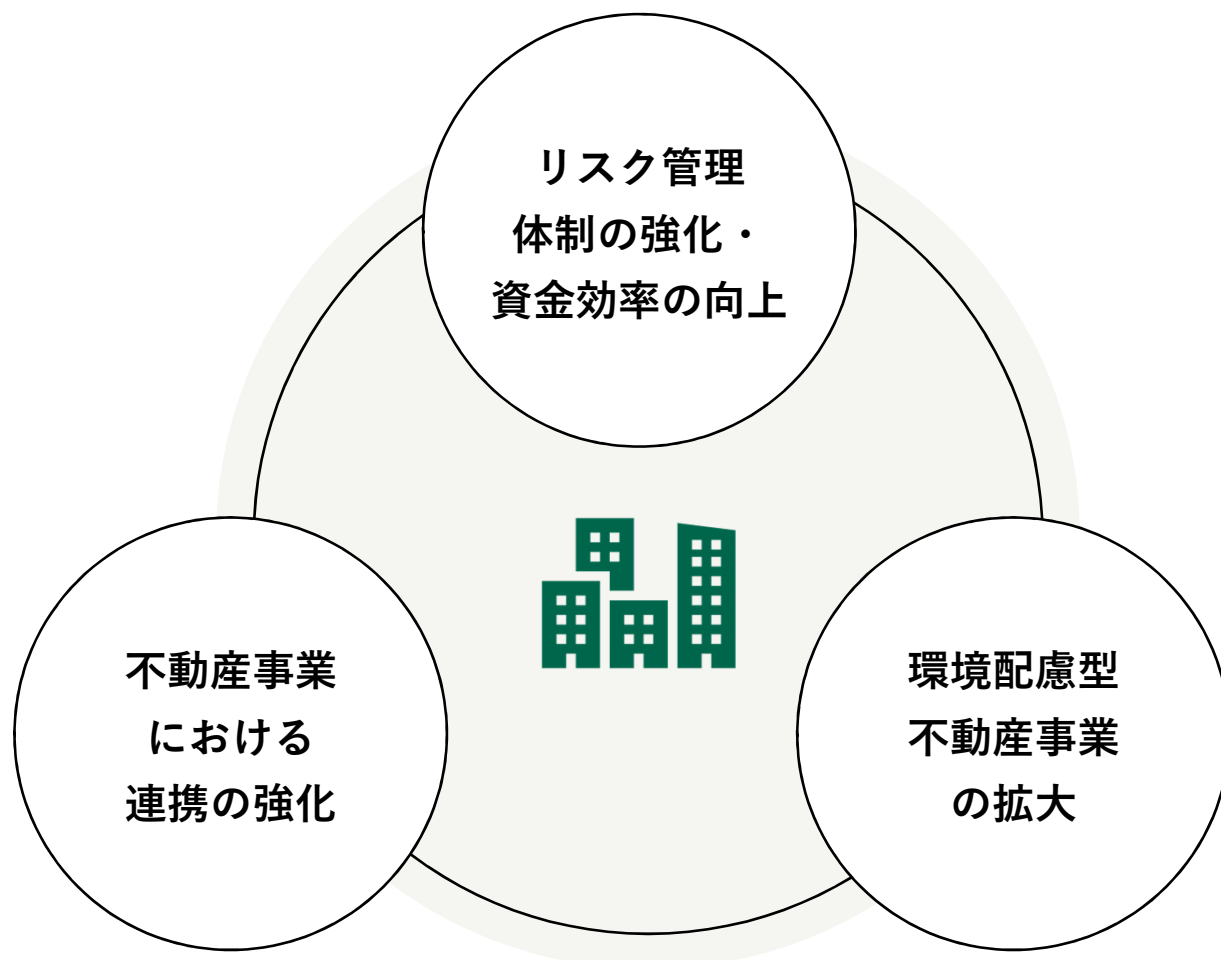 リスク管理
体制の強化・
資金効率の向上
不動産事業
における
連携の強化
環境配慮型
不動産事業
の拡大